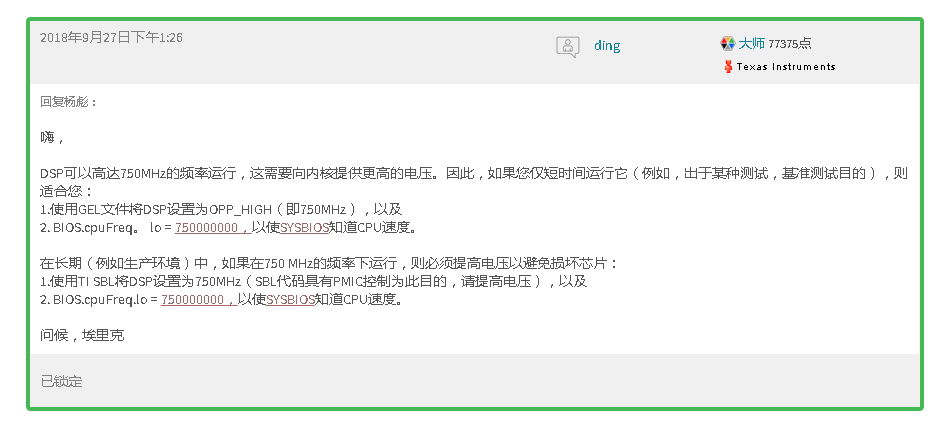 2018年9月27日下午1:26
ding
大师 77375点
Texas Instruments
回复杨彪：
嗨，
DSP可以高达750MHz的频率运行，这需要向内核提供更高的电压。因此，如果您仅短时间运行它（例如，出于某种测试，基准测试目的），则
适合您：
1.使用GEL文件将DSP设置为OPP_HIGH（即750MHz），以及
2. BIOS.cpuFreq。 lo = 750000000，以使SYSBIOS知道CPU速度。
在长期（例如生产环境）中，如果在750 MHz的频率下运行，则必须提高电压以避免损坏芯片：
1.使用TI SBL将DSP设置为750MHz（SBL代码具有PMIC控制为此目的，请提高电压），以及
2. BIOS.cpuFreq.lo = 750000000，以使SYSBIOS知道CPU速度。
问候，埃里克
已锁定